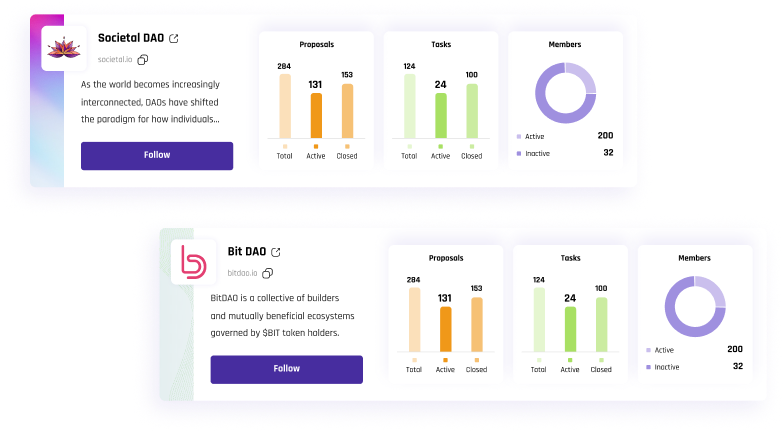 Societal DAO
societal.io
As the world becomes increasingly
interconnected, DAOs have shifted
the paradigm for how individuals...
Follow
Proposals
284
131
153
Total Active Closed
Tasks
124
24
100
Total Active Closed
Members
Active 200
Inactive 32
Bit DAO
bitdao.io
BitDAO is a collective of builders
and mutually beneficial ecosystems
governed by $BIT token holders.
Follow
Proposals
284
131
153
Total Active Closed
Tasks
124
24
100
Total Active Closed
Members
Active 200
Inactive 32